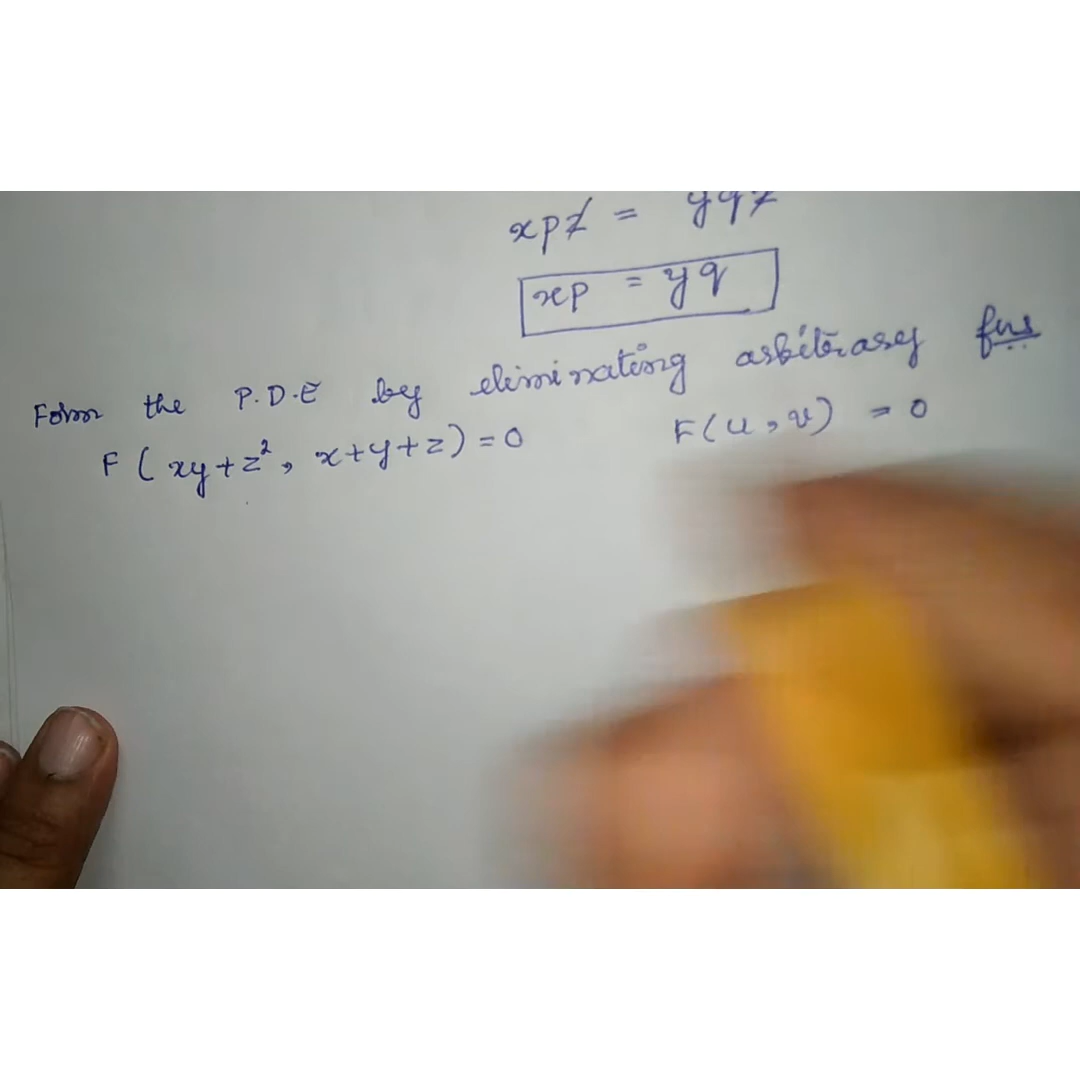 xpz = yqz
xp = yq
Form the P.D.E by eliminating arbitrary fns
F(xy+z², x+y+z)=0 F(u, v) = 0